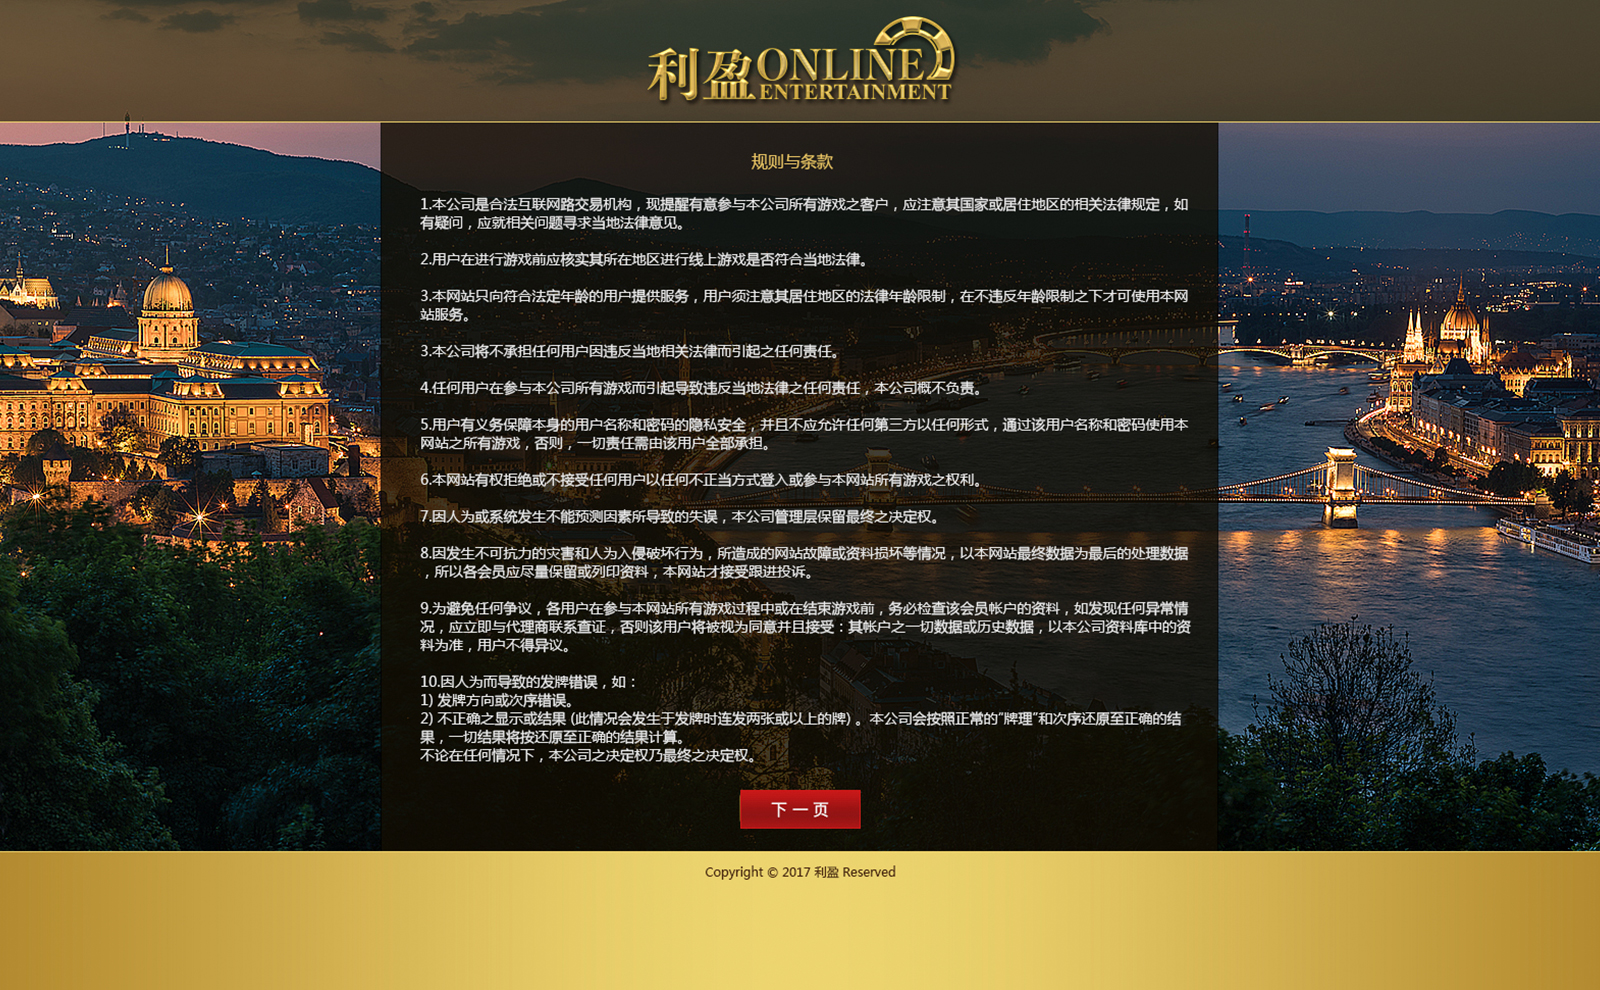 利盈ONLINE
ENTERTAINMENT
规则与条款
1.本公司是合法互联网路交易机构，现提醒有意参与本公司所有游戏之客户，应注意其国家或居住地区的相关法律规定，如
有疑问，应就相关问题寻求当地法律意见。
2.用户在进行游戏前应核实其所在地区进行线上游戏是否符合当地法律。
3.本网站只向符合法定年龄的用户提供服务，用户须注意其居住地区的法律年龄限制，在不违反年龄限制之下才可使用本网
站服务。
3.本公司将不承担任何用户因违反当地相关法律而引起之任何责任。
4.任何用户在参与本公司所有游戏而引起导致违反当地法律之任何责任，本公司概不负责。
5.用户有义务保障本身的用户名称和密码的隐私安全，并且不应允许任何第三方以任何形式，通过该用户名称和密码使用本
网站之所有游戏，否则，一切责任需由该用户全部承担。
6.本网站有权拒绝或不接受任何用户以任何不正当方式登入或参与本网站所有游戏之权利。
7.因人为或系统发生不能预测因素所导致的失误，本公司管理层保留最终之决定权。
8.因发生不可抗力的灾害和人为入侵破坏行为，所造成的网站故障或资料损坏等情况，以本网站最终数据为最后的处理数据
，所以各会员应尽量保留或列印资料，本网站才接受跟进投诉。
9.为避免任何争议，各用户在参与本网站所有游戏过程中或在结束游戏前，务必检查该会员帐户的资料，如发现任何异常情
况，应立即与代理商联系查证，否则该用户将被视为同意并且接受：其帐户之一切数据或历史数据，以本公司资料库中的资
料为准，用户不得异议。
10.因人为而导致的发牌错误，如：
1) 发牌方向或次序错误。
2) 不正确之显示或结果 (此情况会发生于发牌时连发两张或以上的牌) 。本公司会按照正常的"牌理"和次序还原至正确的结
果，一切结果将按还原至正确的结果计算。
不论在任何情况下，本公司之决定权乃最终之决定权。
下一页
Copyright © 2017 利盈 Reserved